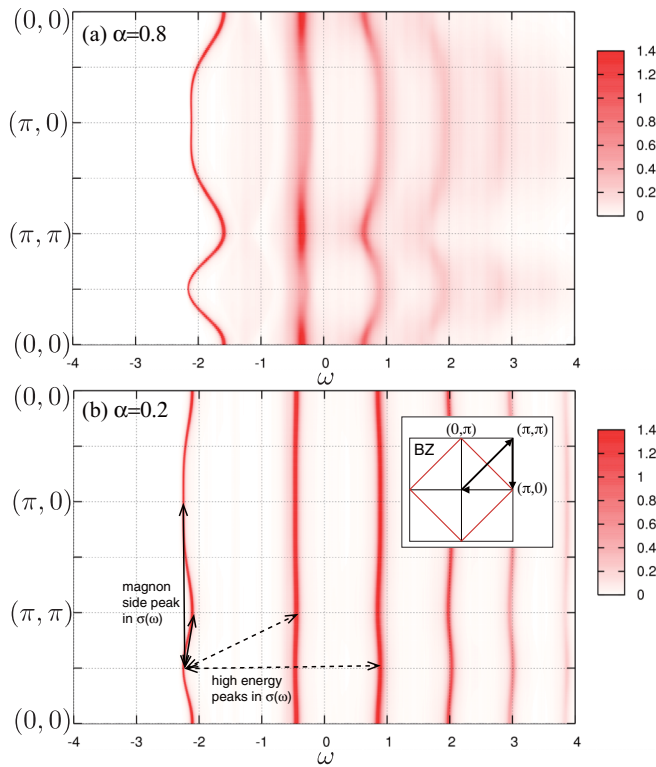 (0,0)
(a) α=0.8
(π,0)
(π,π)
(0,0)
-4 -3 -2 -1 0 1 2 3 4
ω
1.4
1.2
1
0.8
0.6
0.4
0.2
0
(0,0)
(b) α=0.2
(π,0)
(π,π)
(0,0)
(0,π) (π,π)
BZ
(π,0)
magnon
side peak
in σ(ω)
high energy
peaks in σ(ω)
-4 -3 -2 -1 0 1 2 3 4
ω
1.4
1.2
1
0.8
0.6
0.4
0.2
0